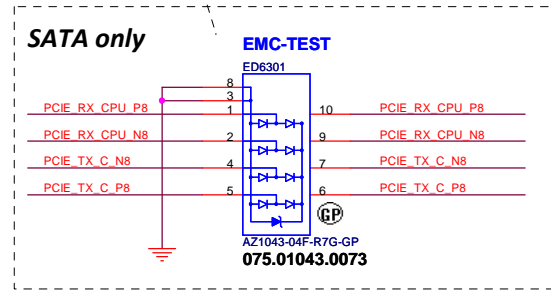 SATA only
EMC-TEST
ED6301
8
3
PCIE_RX_CPU_P8 1 10 PCIE_RX_CPU_P8
PCIE_RX_CPU_N8 2 9 PCIE_RX_CPU_N8
PCIE_TX_C_N8 4 7 PCIE_TX_C_N8
PCIE_TX_C_P8 5 6 PCIE_TX_C_P8
GP
AZ1043-04F-R7G-GP
075.01043.0073